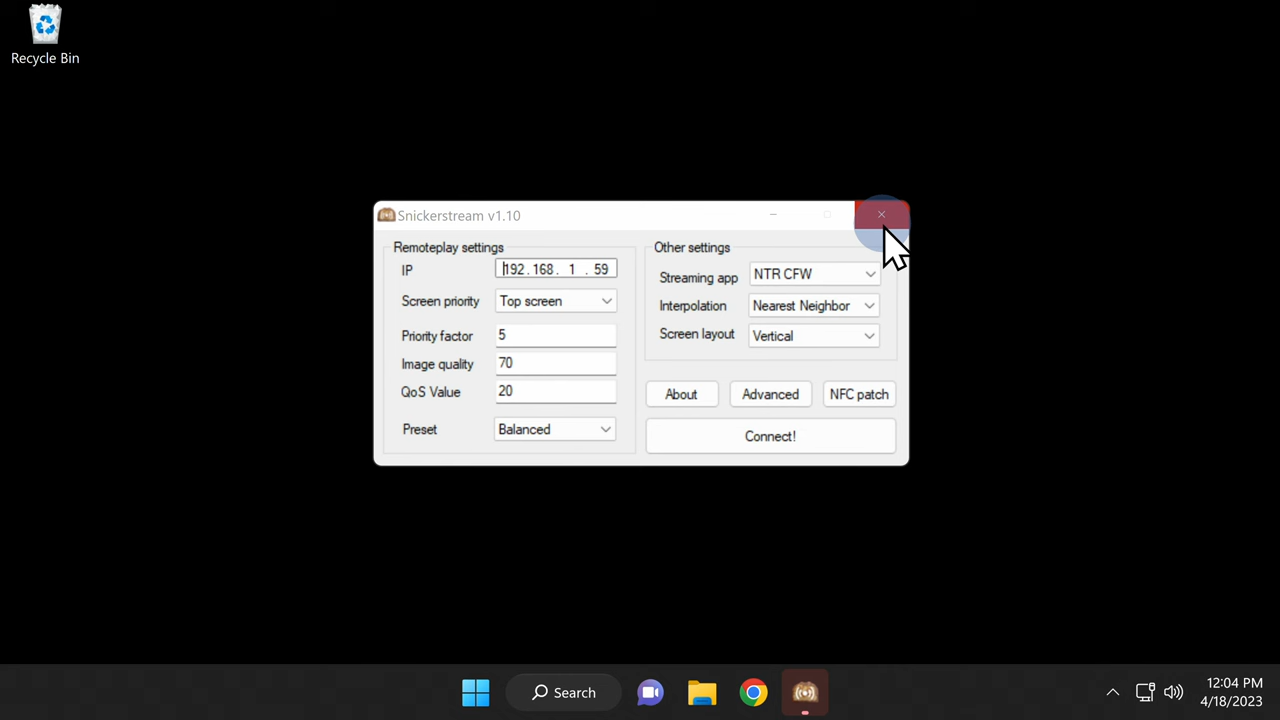 Recycle Bin
Snickerstream v1.10
Remoteplay settings
IP 192.168. 1 . 59
Screen priority Top screen
Priority factor 5
Image quality 70
QoS Value 20
Preset Balanced
Other settings
Streaming app NTR CFW
Interpolation Nearest Neighbor
Screen layout Vertical
About Advanced NFC patch
Connect!
Search
12:04 PM
4/18/2023